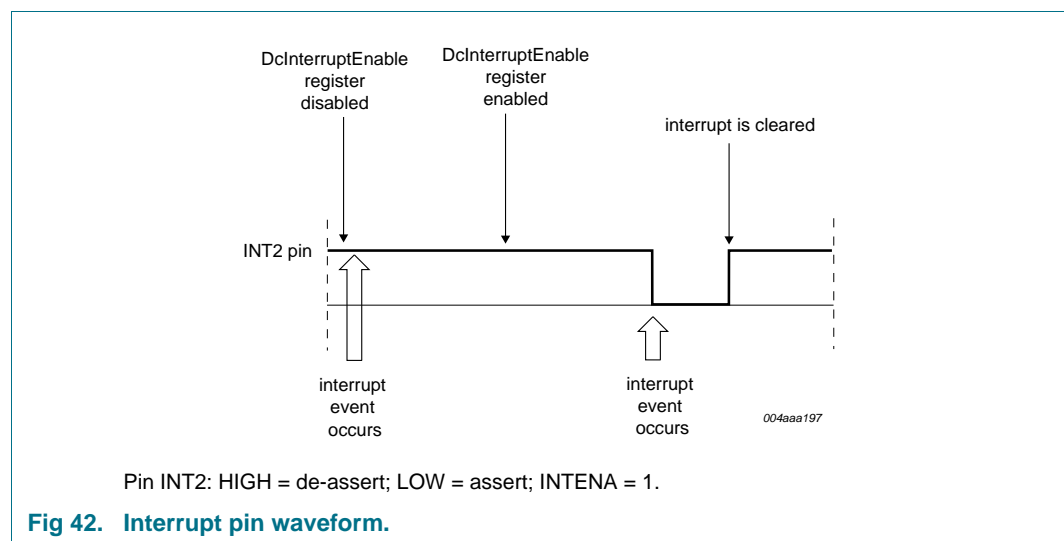 DcInterruptEnable
register
disabled
DcInterruptEnable
register
enabled
interrupt is cleared
INT2 pin
interrupt
event
occurs
interrupt
event
occurs
004aaa197
Pin INT2: HIGH = de-assert; LOW = assert; INTENA = 1.
Fig 42. Interrupt pin waveform.